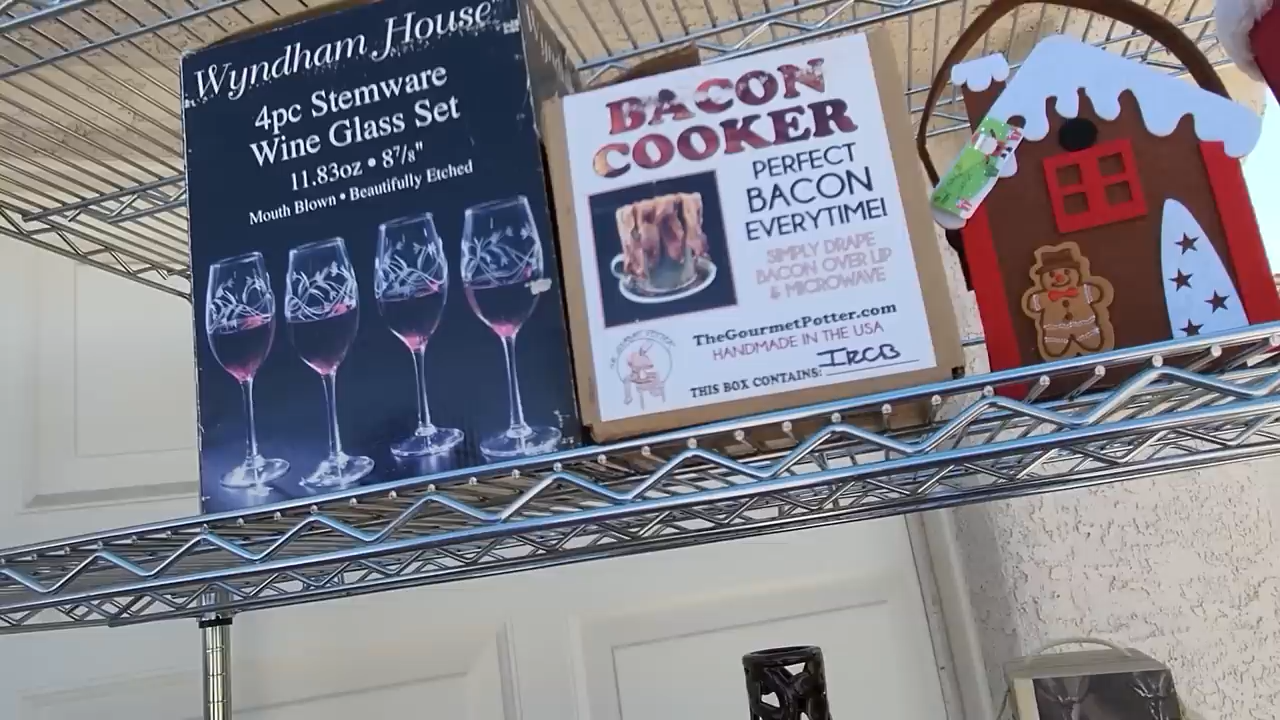 Wyndham House
4pc Stemware
Wine Glass Set
11.83oz • 8⅞"
Mouth Blown • Beautifully Etched
BACON
COOKER
PERFECT
BACON
EVERYTIME!
SIMPLY DRAPE
BACON OVER LIP
& MICROWAVE
TheGourmetPotter.com
HANDMADE IN THE USA
THIS BOX CONTAINS: IRCB